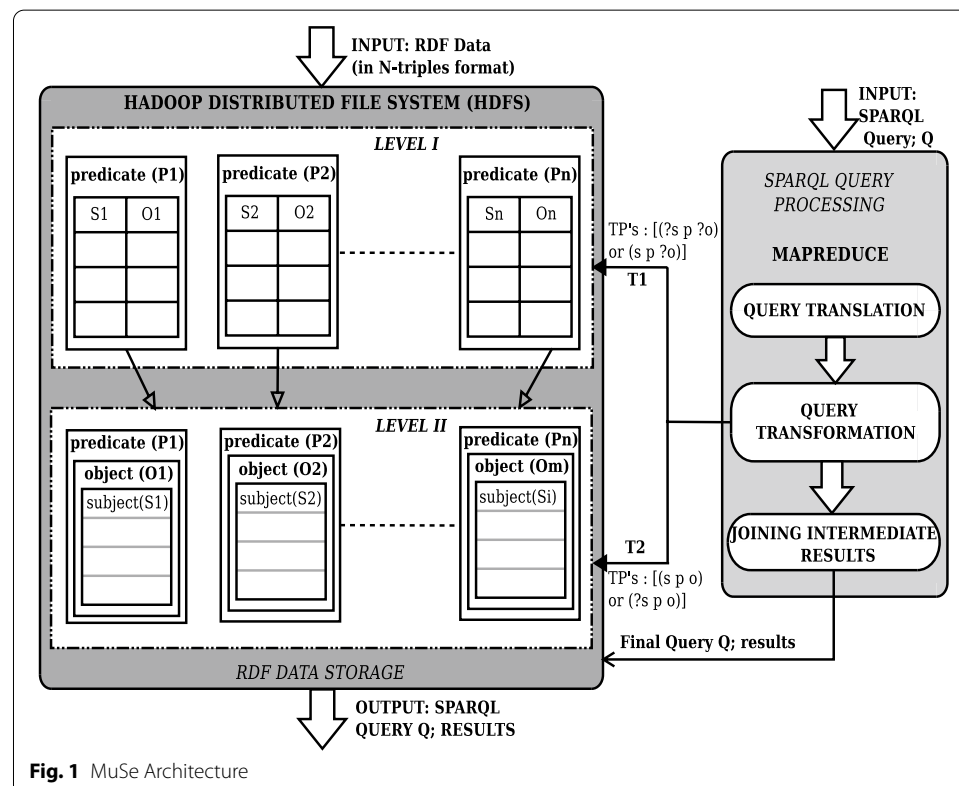 INPUT: RDF Data
(in N-triples format)
HADOOP DISTRIBUTED FILE SYSTEM (HDFS)
LEVEL I
predicate (P1)
S1 O1
predicate (P2)
S2 O2
predicate (Pn)
Sn On
LEVEL II
predicate (P1)
object (O1)
subject(S1)
predicate (P2)
object (O2)
subject(S2)
predicate (Pn)
object (Om)
subject(Si)
RDF DATA STORAGE
OUTPUT: SPARQL
QUERY Q; RESULTS
TP's : [(?s p ?o)
or (s p ?o)]
T1
T2
TP's : [(s p o)
or (?s p o)]
Final Query Q; results
INPUT:
SPARQL
Query; Q
SPARQL QUERY
PROCESSING
MAPREDUCE
QUERY TRANSLATION
QUERY
TRANSFORMATION
JOINING INTERMEDIATE
RESULTS
Fig. 1 MuSe Architecture